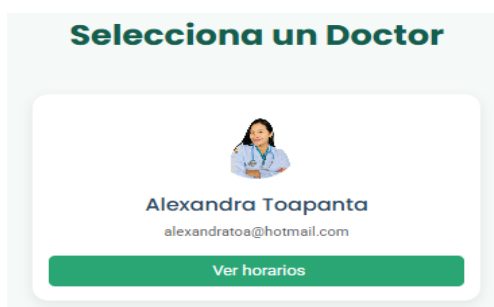 Selecciona un Doctor
Alexandra Toapanta
alexandratoa@hotmail.com
Ver horarios